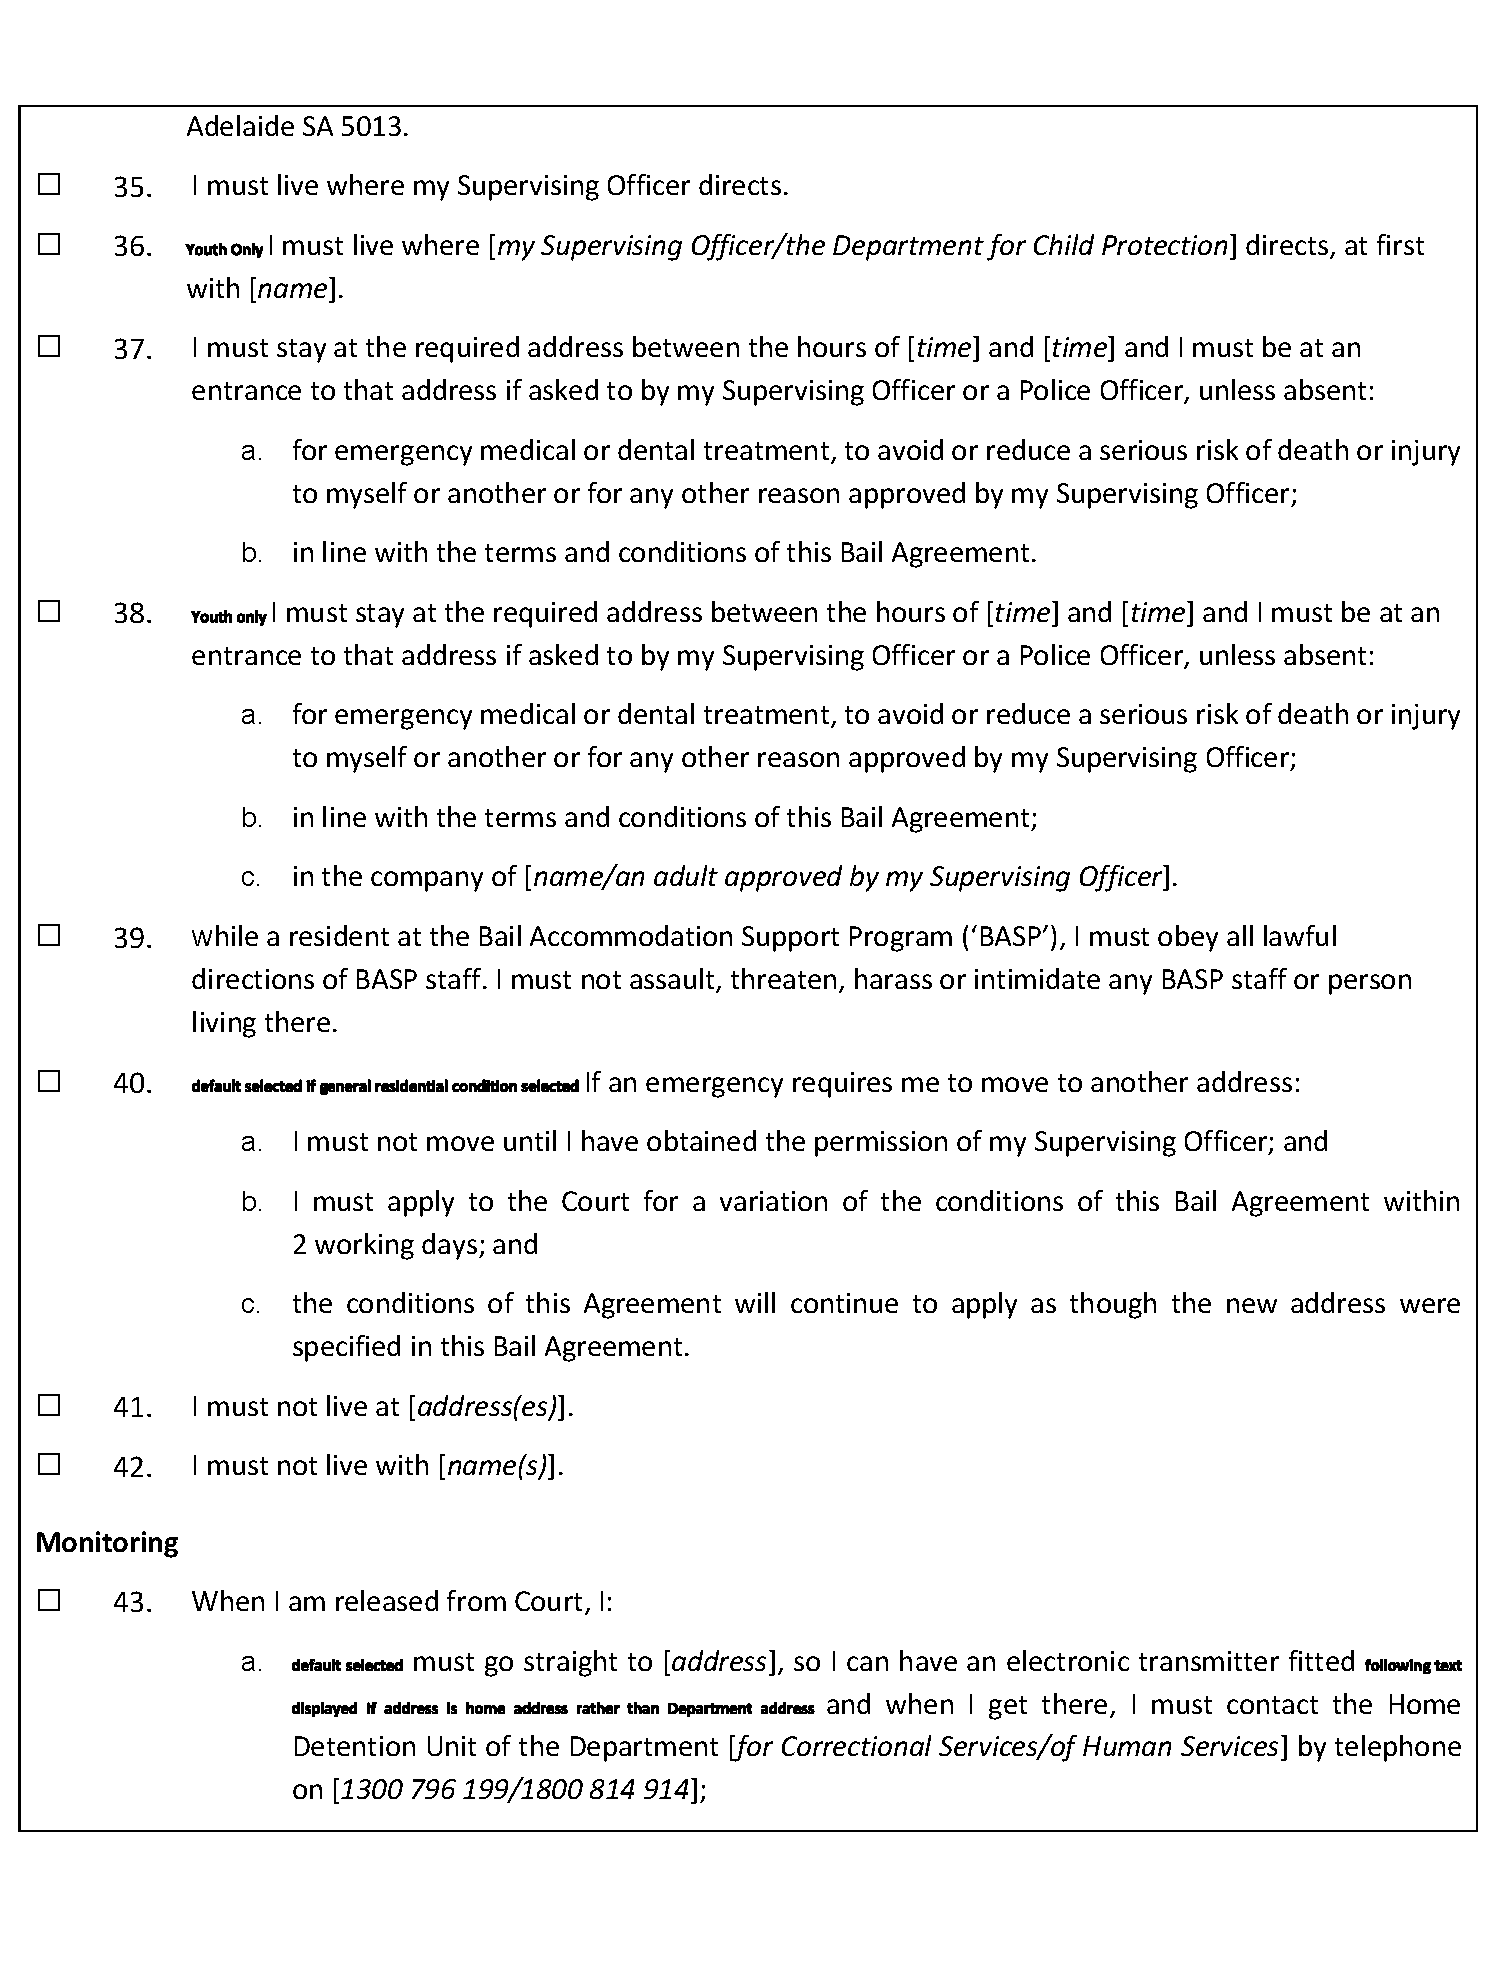 Adelaide SA 5013.
☐ 35. I must live where my Supervising Officer directs.
☐ 36. Youth Only I must live where [my Supervising Officer/the Department for Child Protection] directs, at first
with [name].
☐ 37. I must stay at the required address between the hours of [time] and [time] and I must be at an
entrance to that address if asked to by my Supervising Officer or a Police Officer, unless absent:
a. for emergency medical or dental treatment, to avoid or reduce a serious risk of death or injury
to myself or another or for any other reason approved by my Supervising Officer;
b. in line with the terms and conditions of this Bail Agreement.
☐ 38. Youth only I must stay at the required address between the hours of [time] and [time] and I must be at an
entrance to that address if asked to by my Supervising Officer or a Police Officer, unless absent:
a. for emergency medical or dental treatment, to avoid or reduce a serious risk of death or injury
to myself or another or for any other reason approved by my Supervising Officer;
b. in line with the terms and conditions of this Bail Agreement;
c. in the company of [name/an adult approved by my Supervising Officer].
☐ 39. While a resident at the Bail Accommodation Support Program (‘BASP’), I must obey all lawful
directions of BASP staff. I must not assault, threaten, harass or intimidate any BASP staff or person
living there.
☐ 40. default selected if general residential condition selected If an emergency requires me to move to another address:
a. I must not move until I have obtained the permission of my Supervising Officer; and
b. I must apply to the Court for a variation of the conditions of this Bail Agreement within
2 working days; and
c. the conditions of this Agreement will continue to apply as though the new address were
specified in this Bail Agreement.
☐ 41. I must not live at [address(es)].
☐ 42. I must not live with [name(s)].
Monitoring
☐ 43. When I am released from Court, I:
a. default selected must go straight to [address], so I can have an electronic transmitter fitted following text
displayed if address is home address rather than Department address and when I get there, I must contact the Home
Detention Unit of the Department [for Correctional Services/of Human Services] by telephone
on [1300 796 199/1800 814 914];